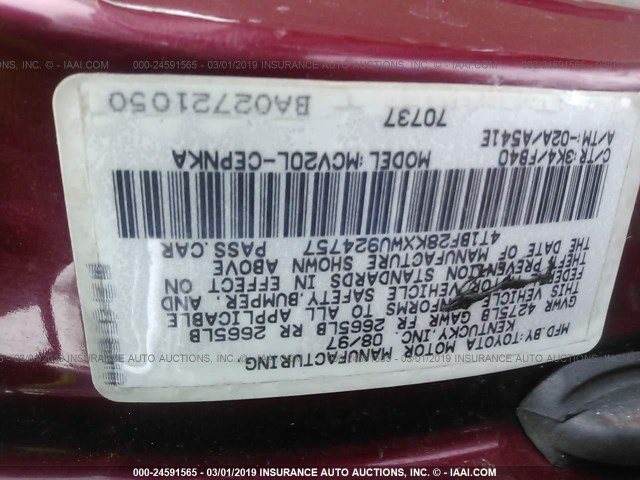 000-24591565 - 03/01/2019 INSURANCE AUTO AUCTIONS © - IAAI.COM
MFD.BY:TOYOTA MOTOR MANUFACTURING
KENTUCKY,INC. 08/97
GVWR 4275LB GAWR FR 2665LB RR 2665LB
THIS VEHICLE CONFORMS TO ALL APPLICABLE
FEDERAL MOTOR VEHICLE SAFETY,BUMPER, AND
THEFT PREVENTION STANDARDS IN EFFECT ON
THE DATE OF MANUFACTURE SHOWN ABOVE
4T1BF28KXWU924757 PASS.CAR
C/TR:3K4/FB40 MODEL:MCV20L-CEPNKA
A/TM:-02A/A541E
70737
BA02721050
000-24591565 - 03/01/2019 INSURANCE AUTO AUCTIONS © - IAAI.COM